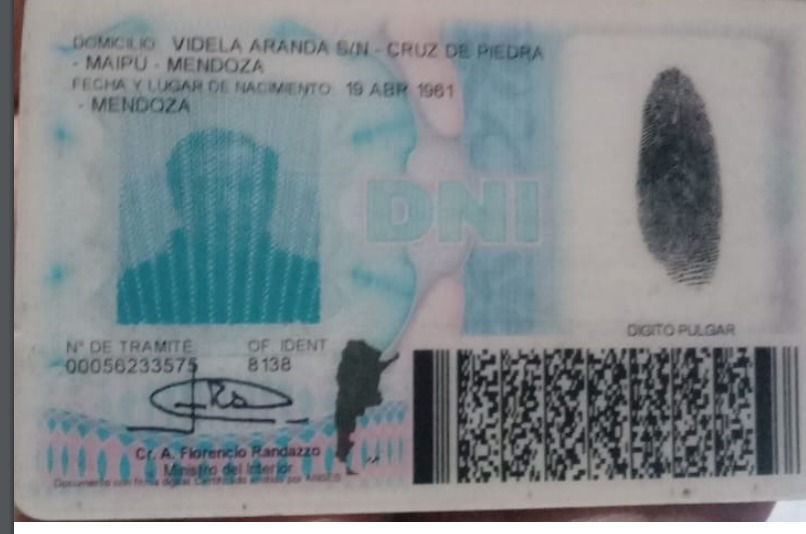 DOMICILIO VIDELA ARANDA S/N - CRUZ DE PIEDRA
- MAIPU - MENDOZA
FECHA Y LUGAR DE NACIMIENTO 19 ABR 1961
- MENDOZA
DNI
DIGITO PULGAR
N° DE TRAMITE OF. IDENT
00056233575 8138
Cr. A. Florencio Randazzo
Ministro del Interior
Documento con firma digital. Certificado emitido por ANSES